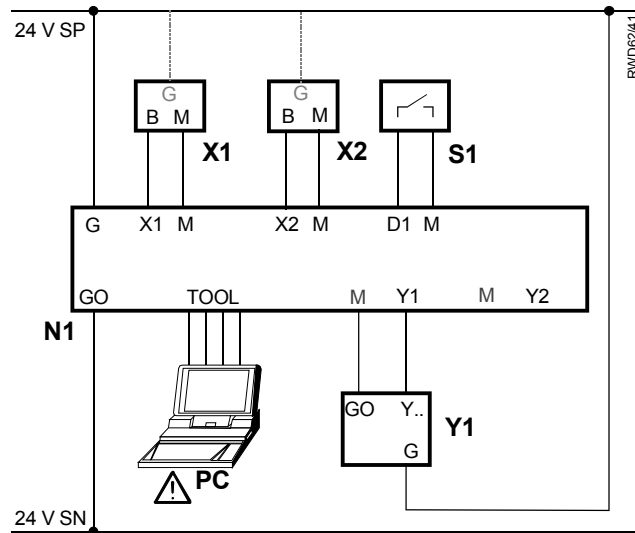 24 V SP
RWD62/41
G
G
B M
B M
X1
X2
S1
G X1 M X2 M D1 M
GO TOOL M Y1 M Y2
N1
GO Y..
Y1
G
PC
24 V SN